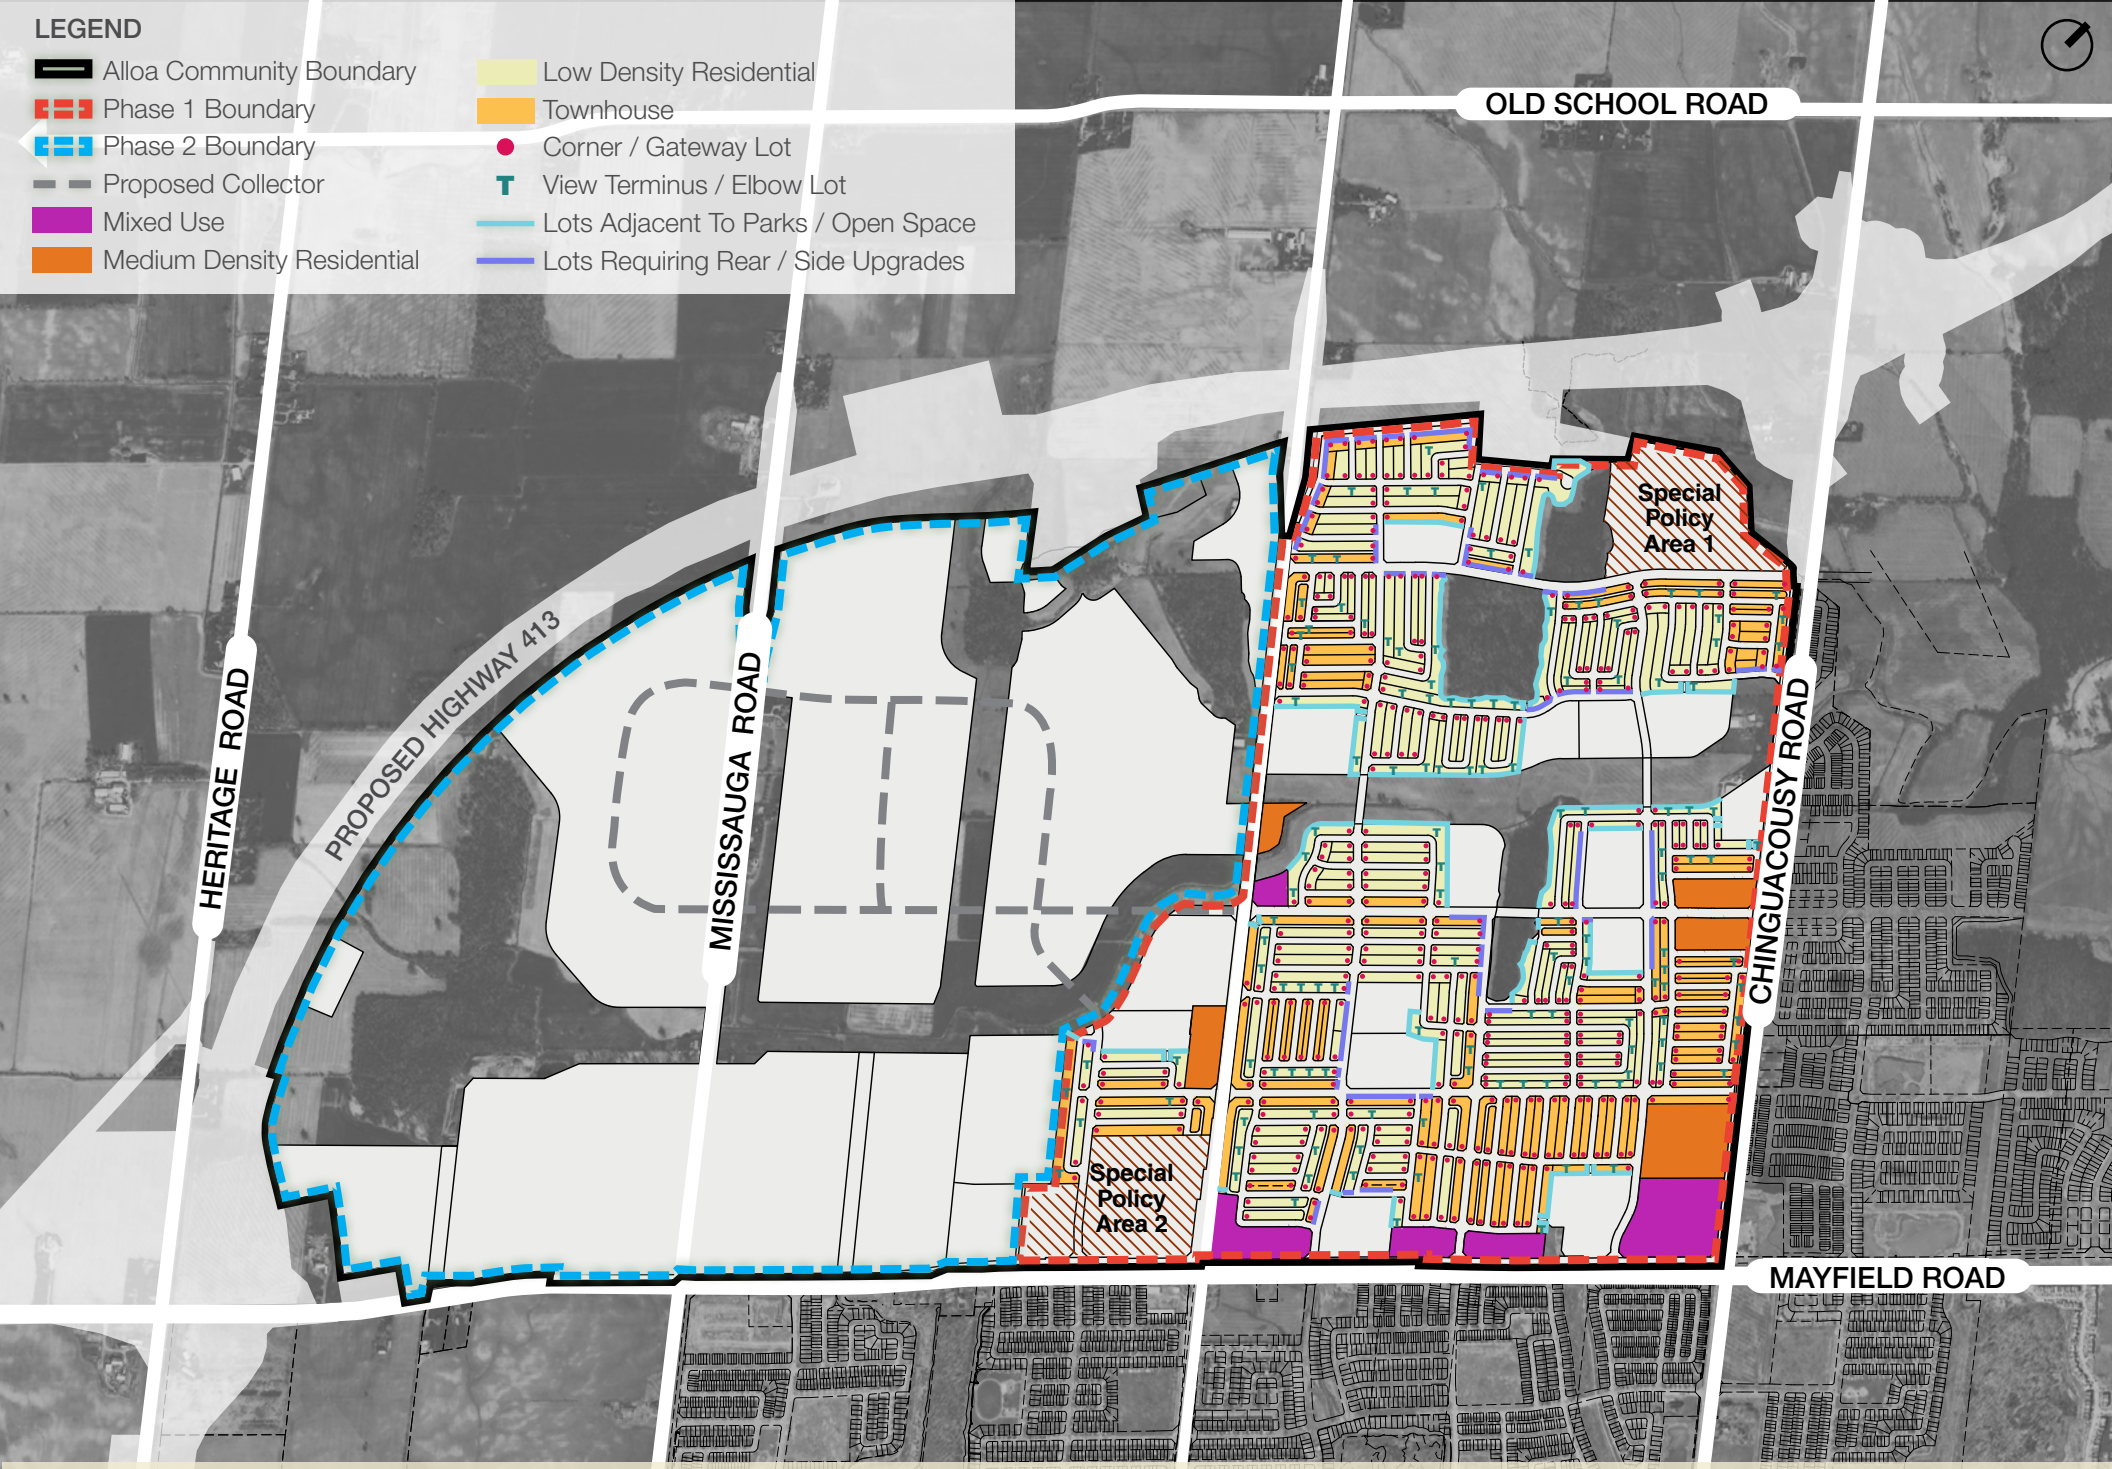 LEGEND
Alloa Community Boundary
Phase 1 Boundary
Phase 2 Boundary
Proposed Collector
Mixed Use
Medium Density Residential
Low Density Residential
Townhouse
Corner / Gateway Lot
T View Terminus / Elbow Lot
Lots Adjacent To Parks / Open Space
Lots Requiring Rear / Side Upgrades
OLD SCHOOL ROAD
Special
Policy
Area 1
PROPOSED HIGHWAY 413
HERITAGE ROAD
MISSISSAUGA ROAD
CHINGUACOUSY ROAD
Special
Policy
Area 2
MAYFIELD ROAD